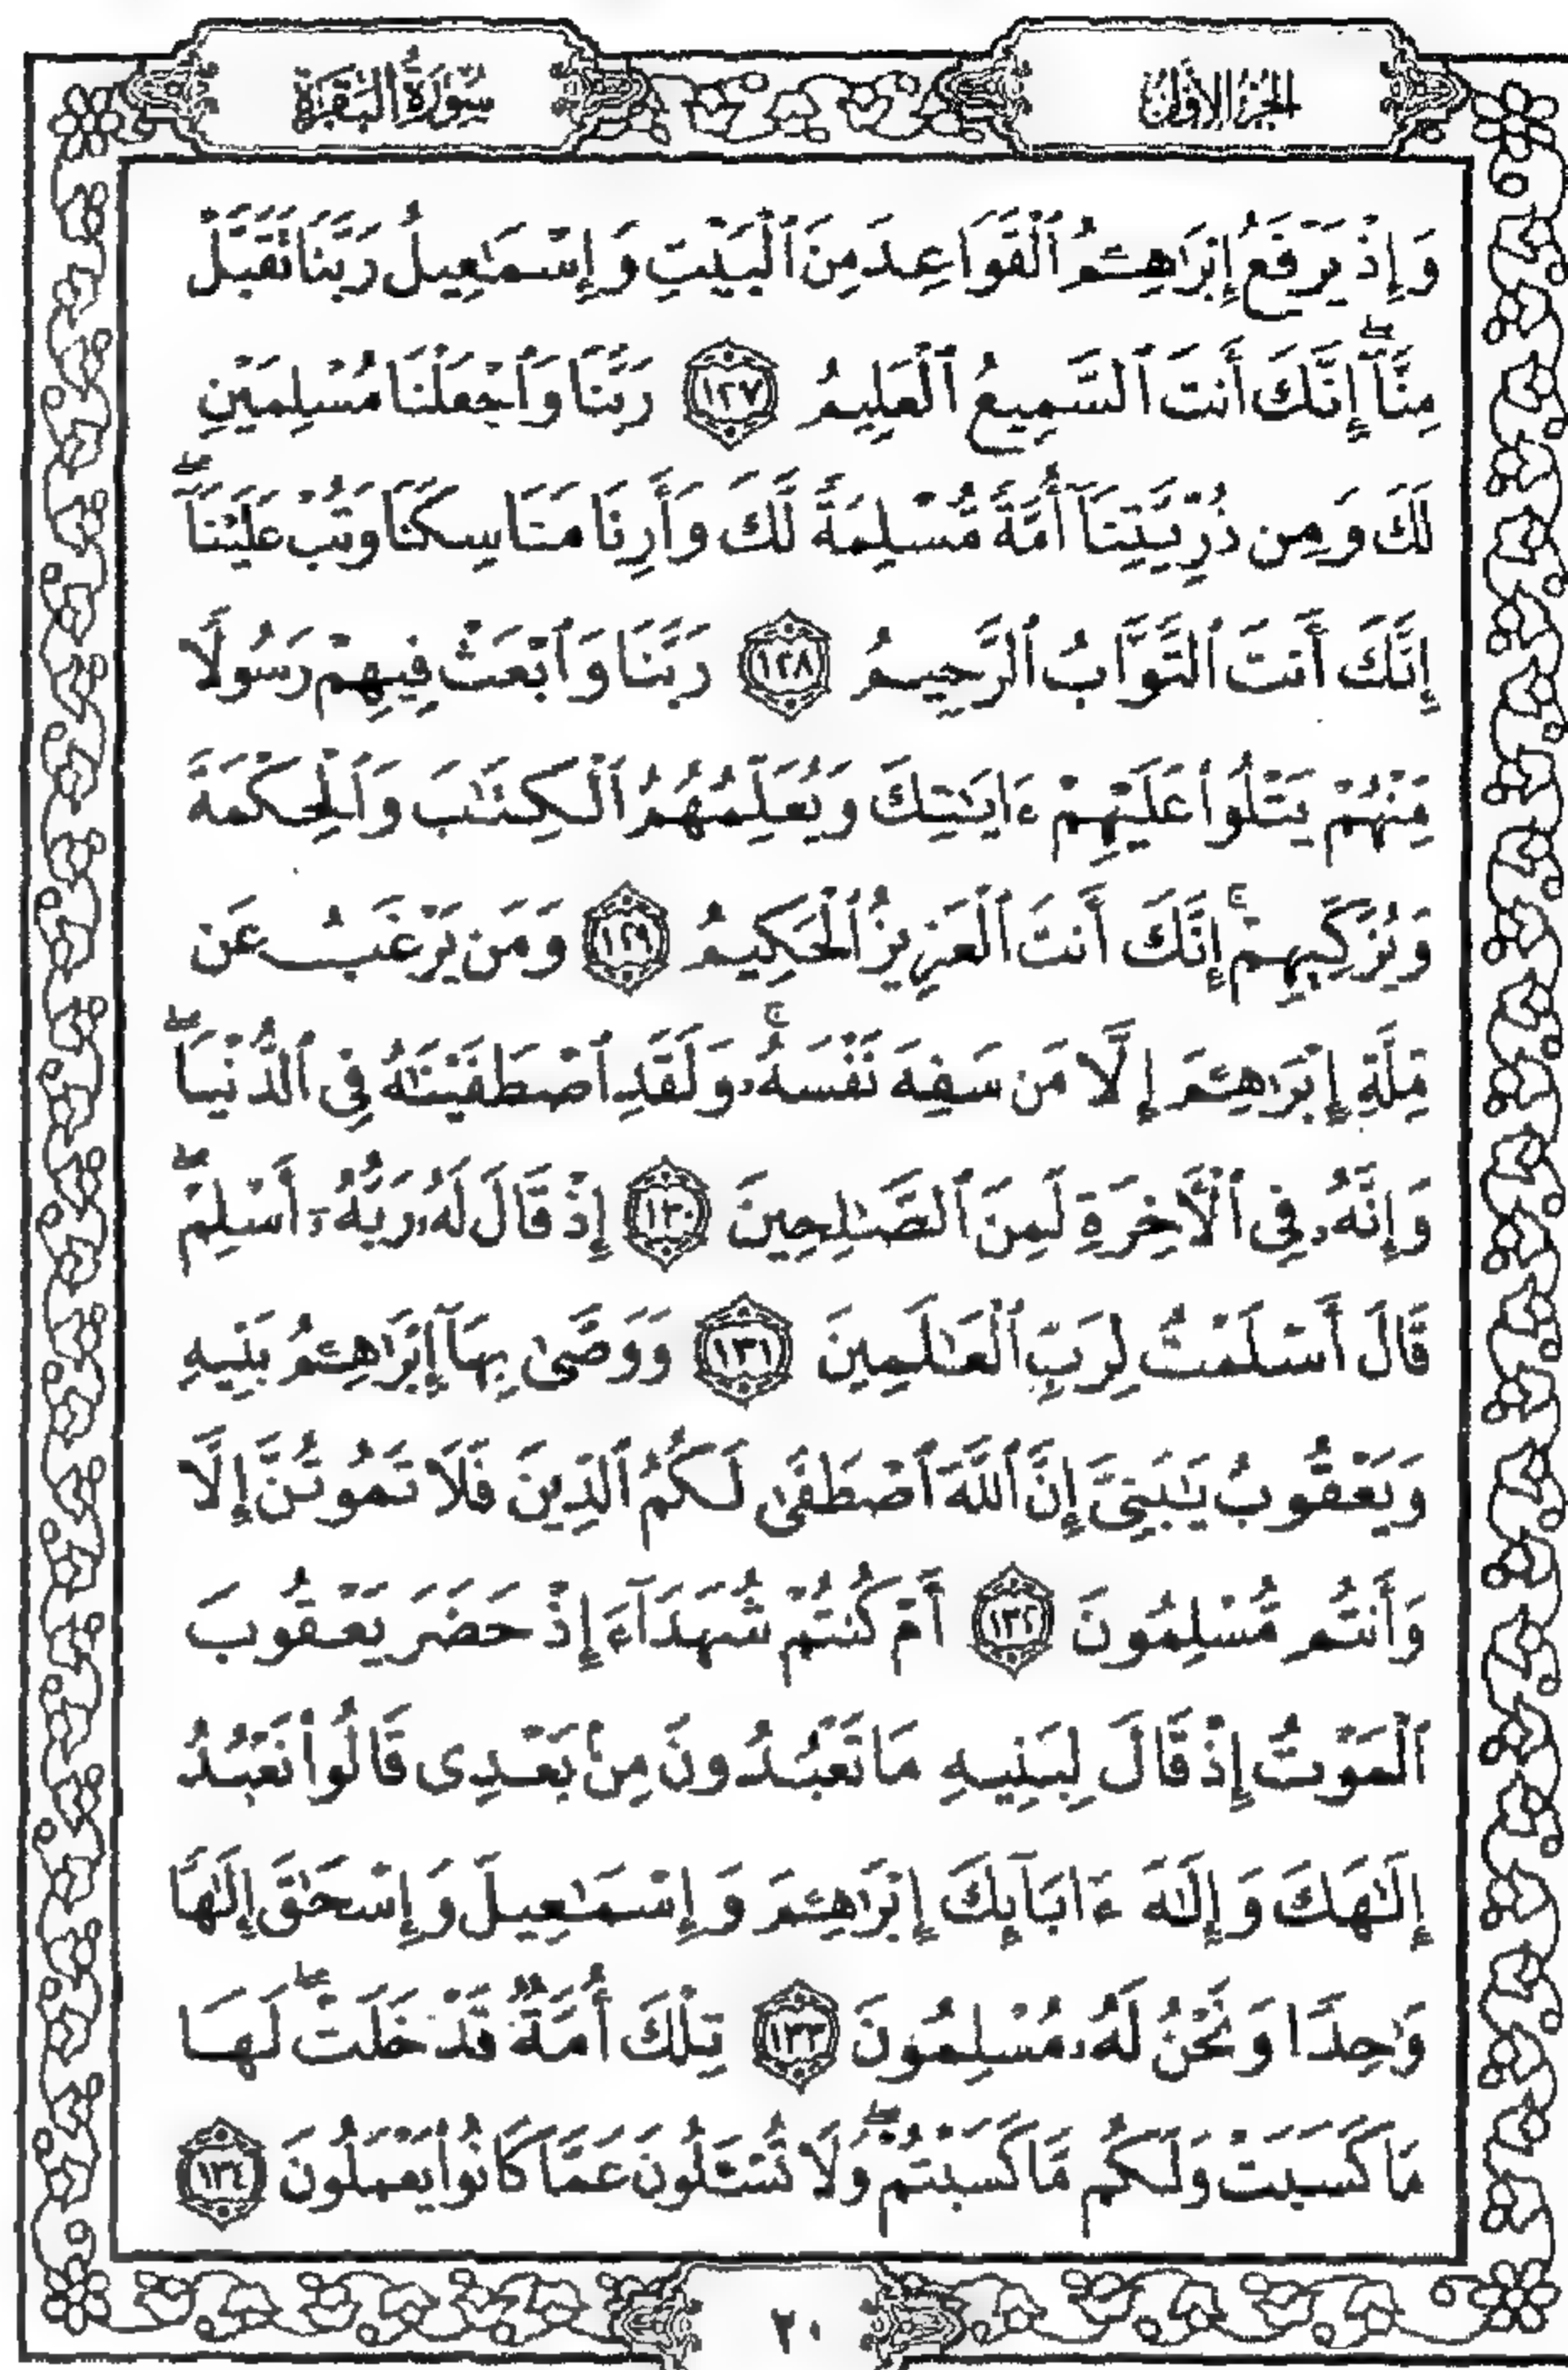 الجزء الأول
سورة البقرة
وَإِذْ يَرْفَعُ إِبْرَٰهِـۧمُ ٱلْقَوَاعِدَ مِنَ ٱلْبَيْتِ وَإِسْمَٰعِيلُ رَبَّنَا تَقَبَّلْ
مِنَّآ ۖ إِنَّكَ أَنتَ ٱلسَّمِيعُ ٱلْعَلِيمُ ١٢٧ رَبَّنَا وَٱجْعَلْنَا مُسْلِمَيْنِ
لَكَ وَمِن ذُرِّيَّتِنَآ أُمَّةً مُّسْلِمَةً لَّكَ وَأَرِنَا مَنَاسِكَنَا وَتُبْ عَلَيْنَآ ۖ
إِنَّكَ أَنتَ ٱلتَّوَّابُ ٱلرَّحِيمُ ١٢٨ رَبَّنَا وَٱبْعَثْ فِيهِمْ رَسُولًا
مِّنْهُمْ يَتْلُوا۟ عَلَيْهِمْ ءَايَٰتِكَ وَيُعَلِّمُهُمُ ٱلْكِتَٰبَ وَٱلْحِكْمَةَ
وَيُزَكِّيهِمْ ۚ إِنَّكَ أَنتَ ٱلْعَزِيزُ ٱلْحَكِيمُ ١٢٩ وَمَن يَرْغَبُ عَن
مِّلَّةِ إِبْرَٰهِـۧمَ إِلَّا مَن سَفِهَ نَفْسَهُۥ ۚ وَلَقَدِ ٱصْطَفَيْنَٰهُ فِى ٱلدُّنْيَا ۖ
وَإِنَّهُۥ فِى ٱلْأَخِرَةِ لَمِنَ ٱلصَّٰلِحِينَ ١٣٠ إِذْ قَالَ لَهُۥ رَبُّهُۥٓ أَسْلِمْ ۖ
قَالَ أَسْلَمْتُ لِرَبِّ ٱلْعَٰلَمِينَ ١٣١ وَوَصَّىٰ بِهَآ إِبْرَٰهِـۧمُ بَنِيهِ
وَيَعْقُوبُ يَٰبَنِىَّ إِنَّ ٱللَّهَ ٱصْطَفَىٰ لَكُمُ ٱلدِّينَ فَلَا تَمُوتُنَّ إِلَّا
وَأَنتُم مُّسْلِمُونَ ١٣٢ أَمْ كُنتُمْ شُهَدَآءَ إِذْ حَضَرَ يَعْقُوبَ
ٱلْمَوْتُ إِذْ قَالَ لِبَنِيهِ مَا تَعْبُدُونَ مِنۢ بَعْدِى قَالُوا۟ نَعْبُدُ
إِلَٰهَكَ وَإِلَٰهَ ءَابَآئِكَ إِبْرَٰهِـۧمَ وَإِسْمَٰعِيلَ وَإِسْحَٰقَ إِلَٰهًا
وَٰحِدًا وَنَحْنُ لَهُۥ مُسْلِمُونَ ١٣٣ تِلْكَ أُمَّةٌ قَدْ خَلَتْ ۖ لَهَا
مَا كَسَبَتْ وَلَكُم مَّا كَسَبْتُمْ ۖ وَلَا تُسْـَٔلُونَ عَمَّا كَانُوا۟ يَعْمَلُونَ ١٣٤
٢٠